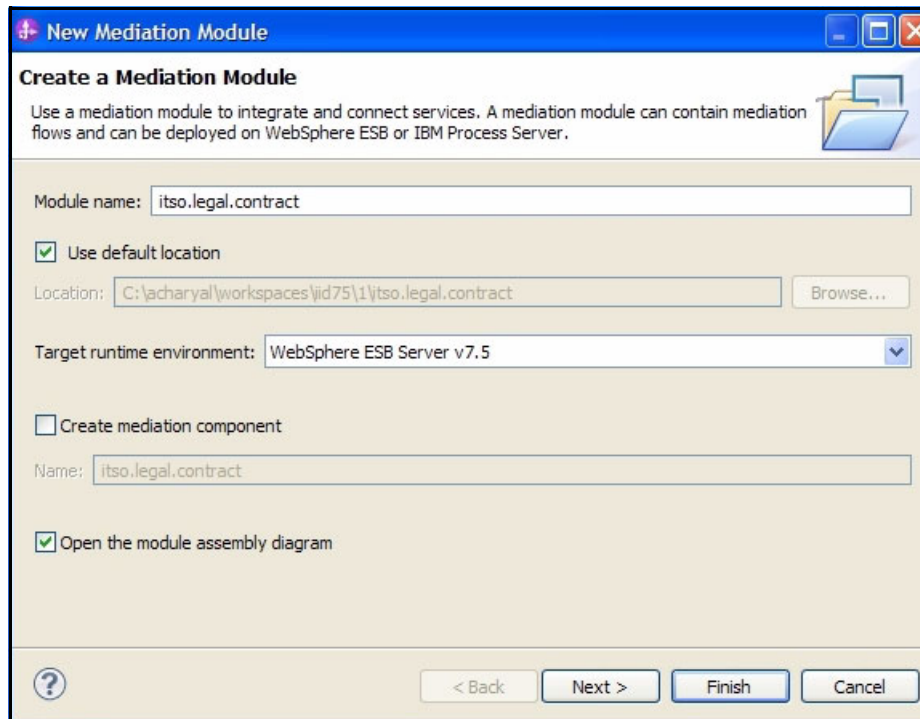 New Mediation Module
Create a Mediation Module
Use a mediation module to integrate and connect services. A mediation module can contain mediation
flows and can be deployed on WebSphere ESB or IBM Process Server.
Module name: itso.legal.contract
Use default location
Location: C:\acharyal\workspaces\iid75\1\itso.legal.contract Browse...
Target runtime environment: WebSphere ESB Server v7.5
Create mediation component
Name: itso.legal.contract
Open the module assembly diagram
? < Back Next > Finish Cancel